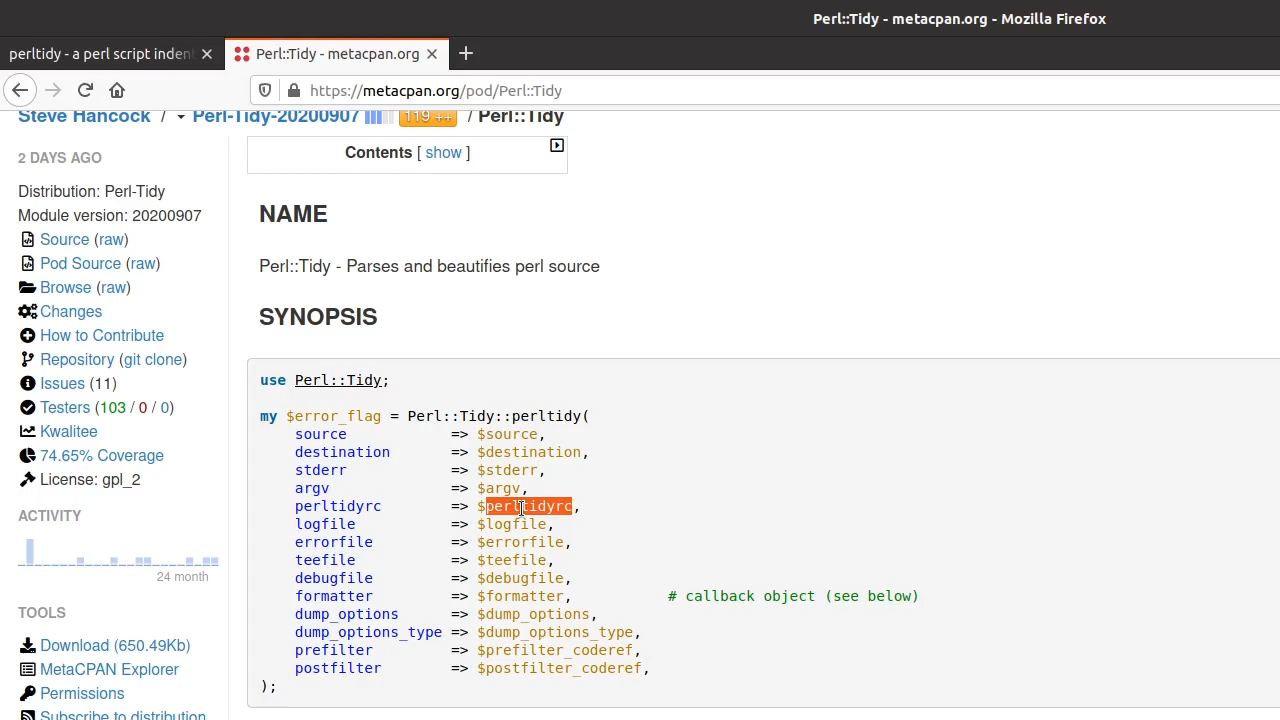 Perl::Tidy - metacpan.org - Mozilla Firefox
perltidy - a perl script inden
Perl::Tidy - metacpan.org
https://metacpan.org/pod/Perl::Tidy
Steve Hancock / Perl-Tidy-20200907 119 ++ / Perl::Tidy
2 DAYS AGO
Distribution: Perl-Tidy
Module version: 20200907
Source (raw)
Pod Source (raw)
Browse (raw)
Changes
How to Contribute
Repository (git clone)
Issues (11)
Testers (103 / 0 / 0)
Kwalitee
74.65% Coverage
License: gpl_2
ACTIVITY
24 month
TOOLS
Download (650.49Kb)
MetaCPAN Explorer
Permissions
Subscribe to distribution
Contents [ show ]
NAME
Perl::Tidy - Parses and beautifies perl source
SYNOPSIS
use Perl::Tidy;
my $error_flag = Perl::Tidy::perltidy(
source => $source,
destination => $destination,
stderr => $stderr,
argv => $argv,
perltidyrc => $perltidyrc,
logfile => $logfile,
errorfile => $errorfile,
teefile => $teefile,
debugfile => $debugfile,
formatter => $formatter, # callback object (see below)
dump_options => $dump_options,
dump_options_type => $dump_options_type,
prefilter => $prefilter_coderef,
postfilter => $postfilter_coderef,
);